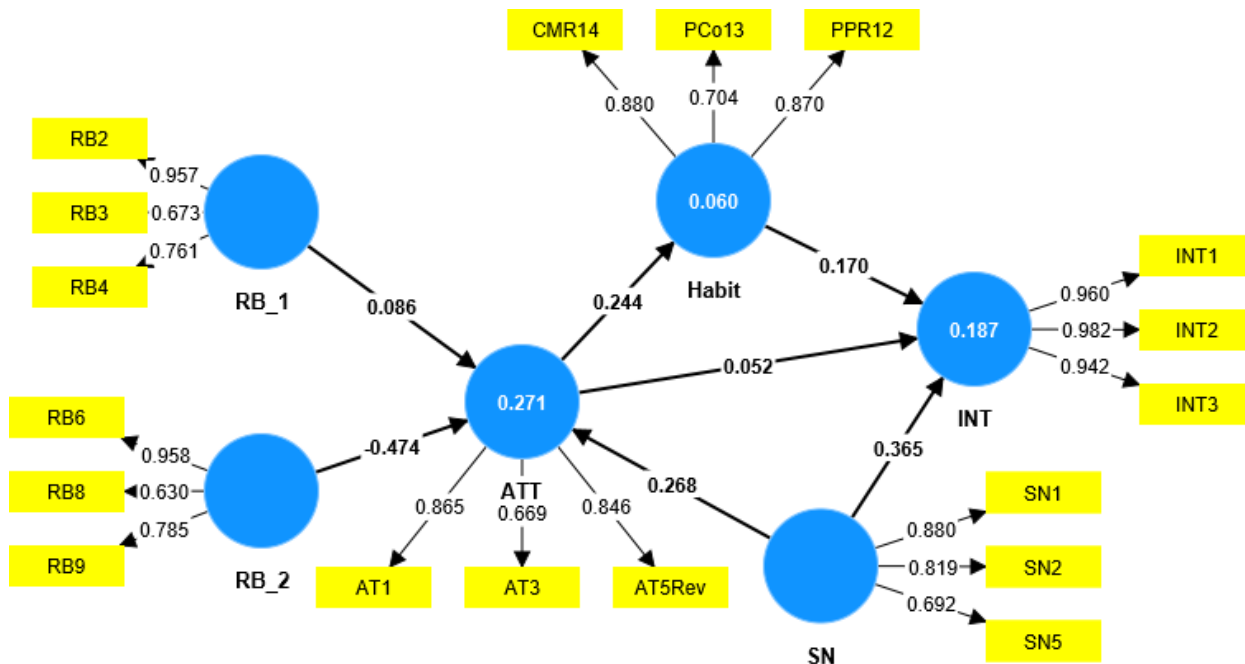 CMR14 PCo13 PPR12
0.880 0.704 0.870
RB2
0.957
RB3 0.673
0.761
RB4
RB_1
0.086
0.060
Habit
0.244
0.170
INT1
0.960
0.187 0.982 INT2
0.942
INT3
INT
0.052
0.271
ATT
0.365
0.268
RB6
0.958
-0.474
RB8 0.630
0.785
RB9
RB_2
0.865 0.669 0.846
AT1 AT3 AT5Rev
SN1
0.880
0.819 SN2
0.692
SN5
SN